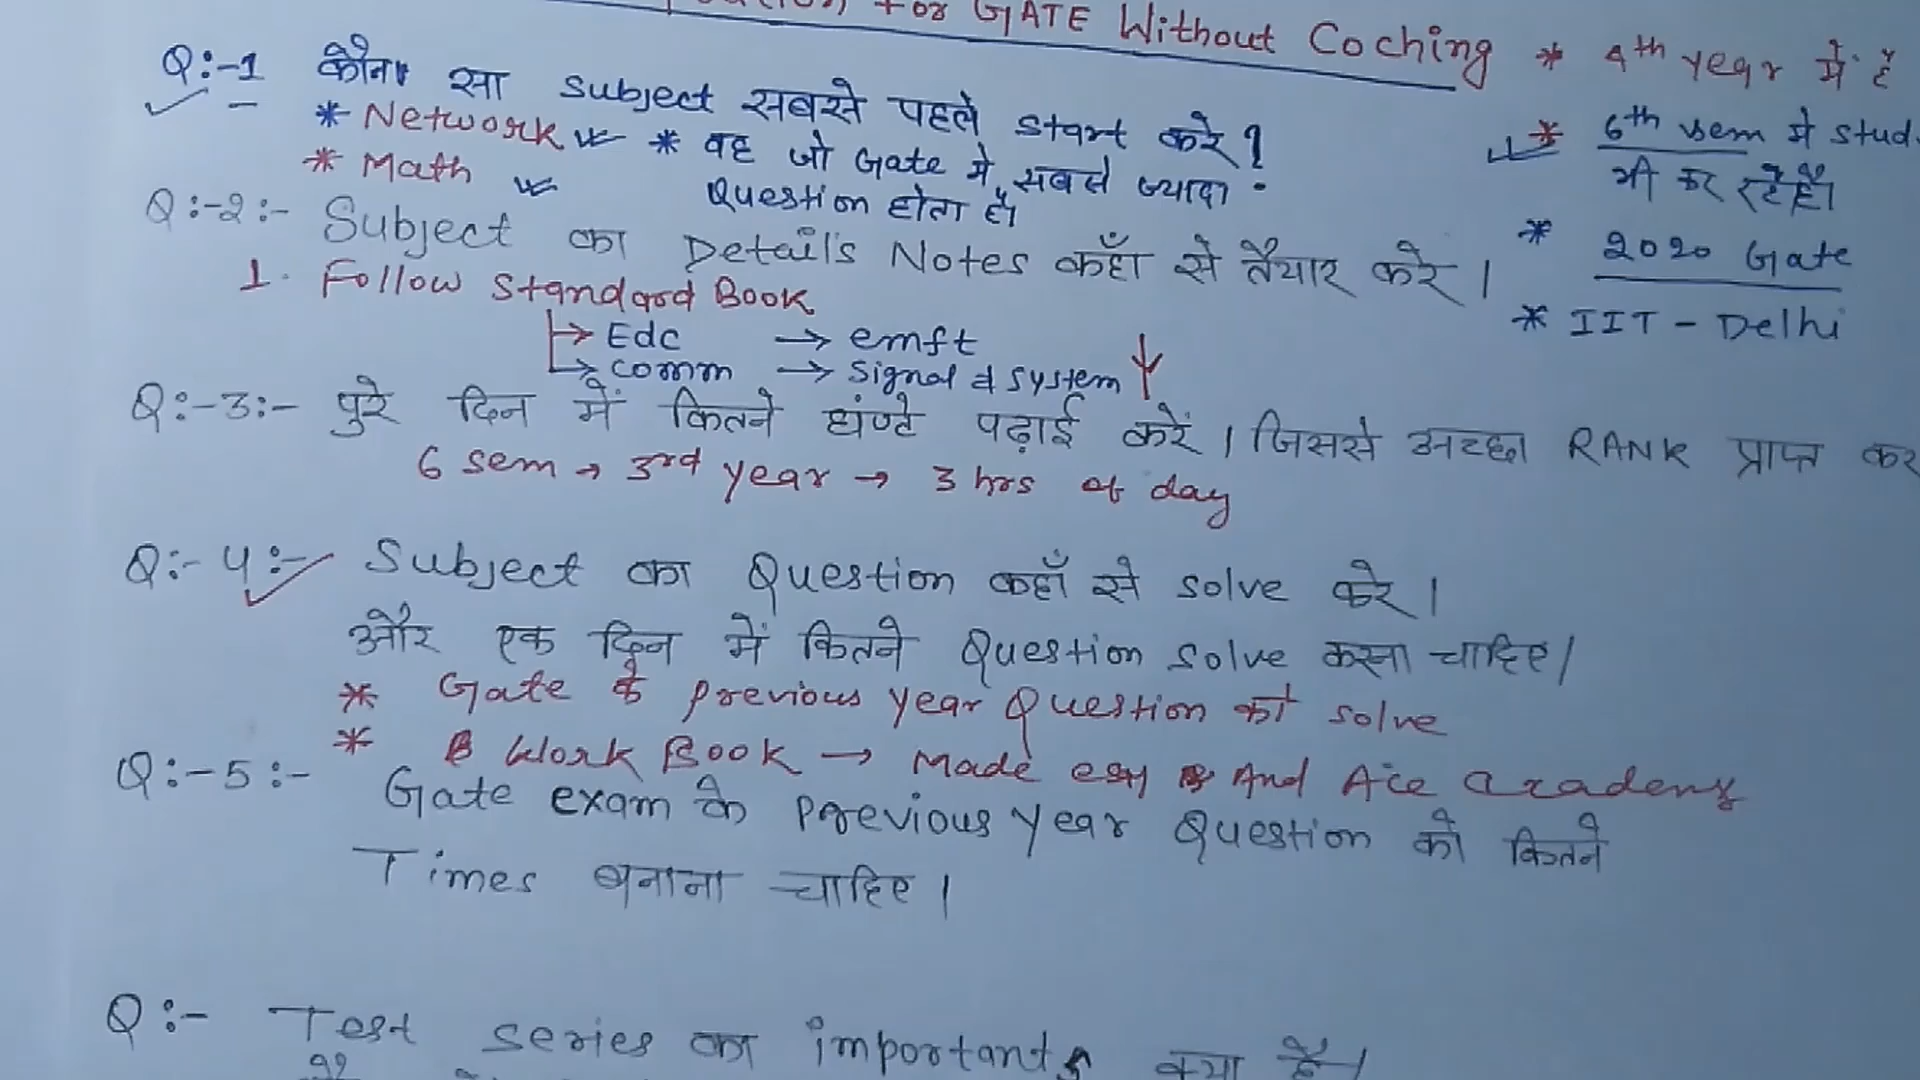 for GATE Without Coching
* 4th year में है
Q:-1 कौन सा subject सबसे पहले start करे ?
* Network * वह जो Gate मे सबसे ज्यादा
* Math Question होता है
* 6th sem मे stud.
भी कर रहे है।
* 2020 Gate
* IIT - Delhi
Q:-2:- Subject का Detail's Notes कहाँ से तैयार करे ।
1. Follow Standard Book
→ Edc → emft
→ comm → signal & system
Q:-3:- पुरे दिन में कितने घंण्टे पढ़ाई करें । जिससे अच्छा RANK प्राप्त कर
6 sem → 3rd year → 3 hrs of day
Q:-4:- Subject का Question कहाँ से solve करे ।
और एक दिन में कितने Question solve करना चाहिए।
* Gate के previous year Question को solve
* Work Book → Made easy And Ace Academy
Q:-5:- Gate exam के Previous year Question को कितने
Times बनाना चाहिए ।
Q:- Test series का important क्या है।